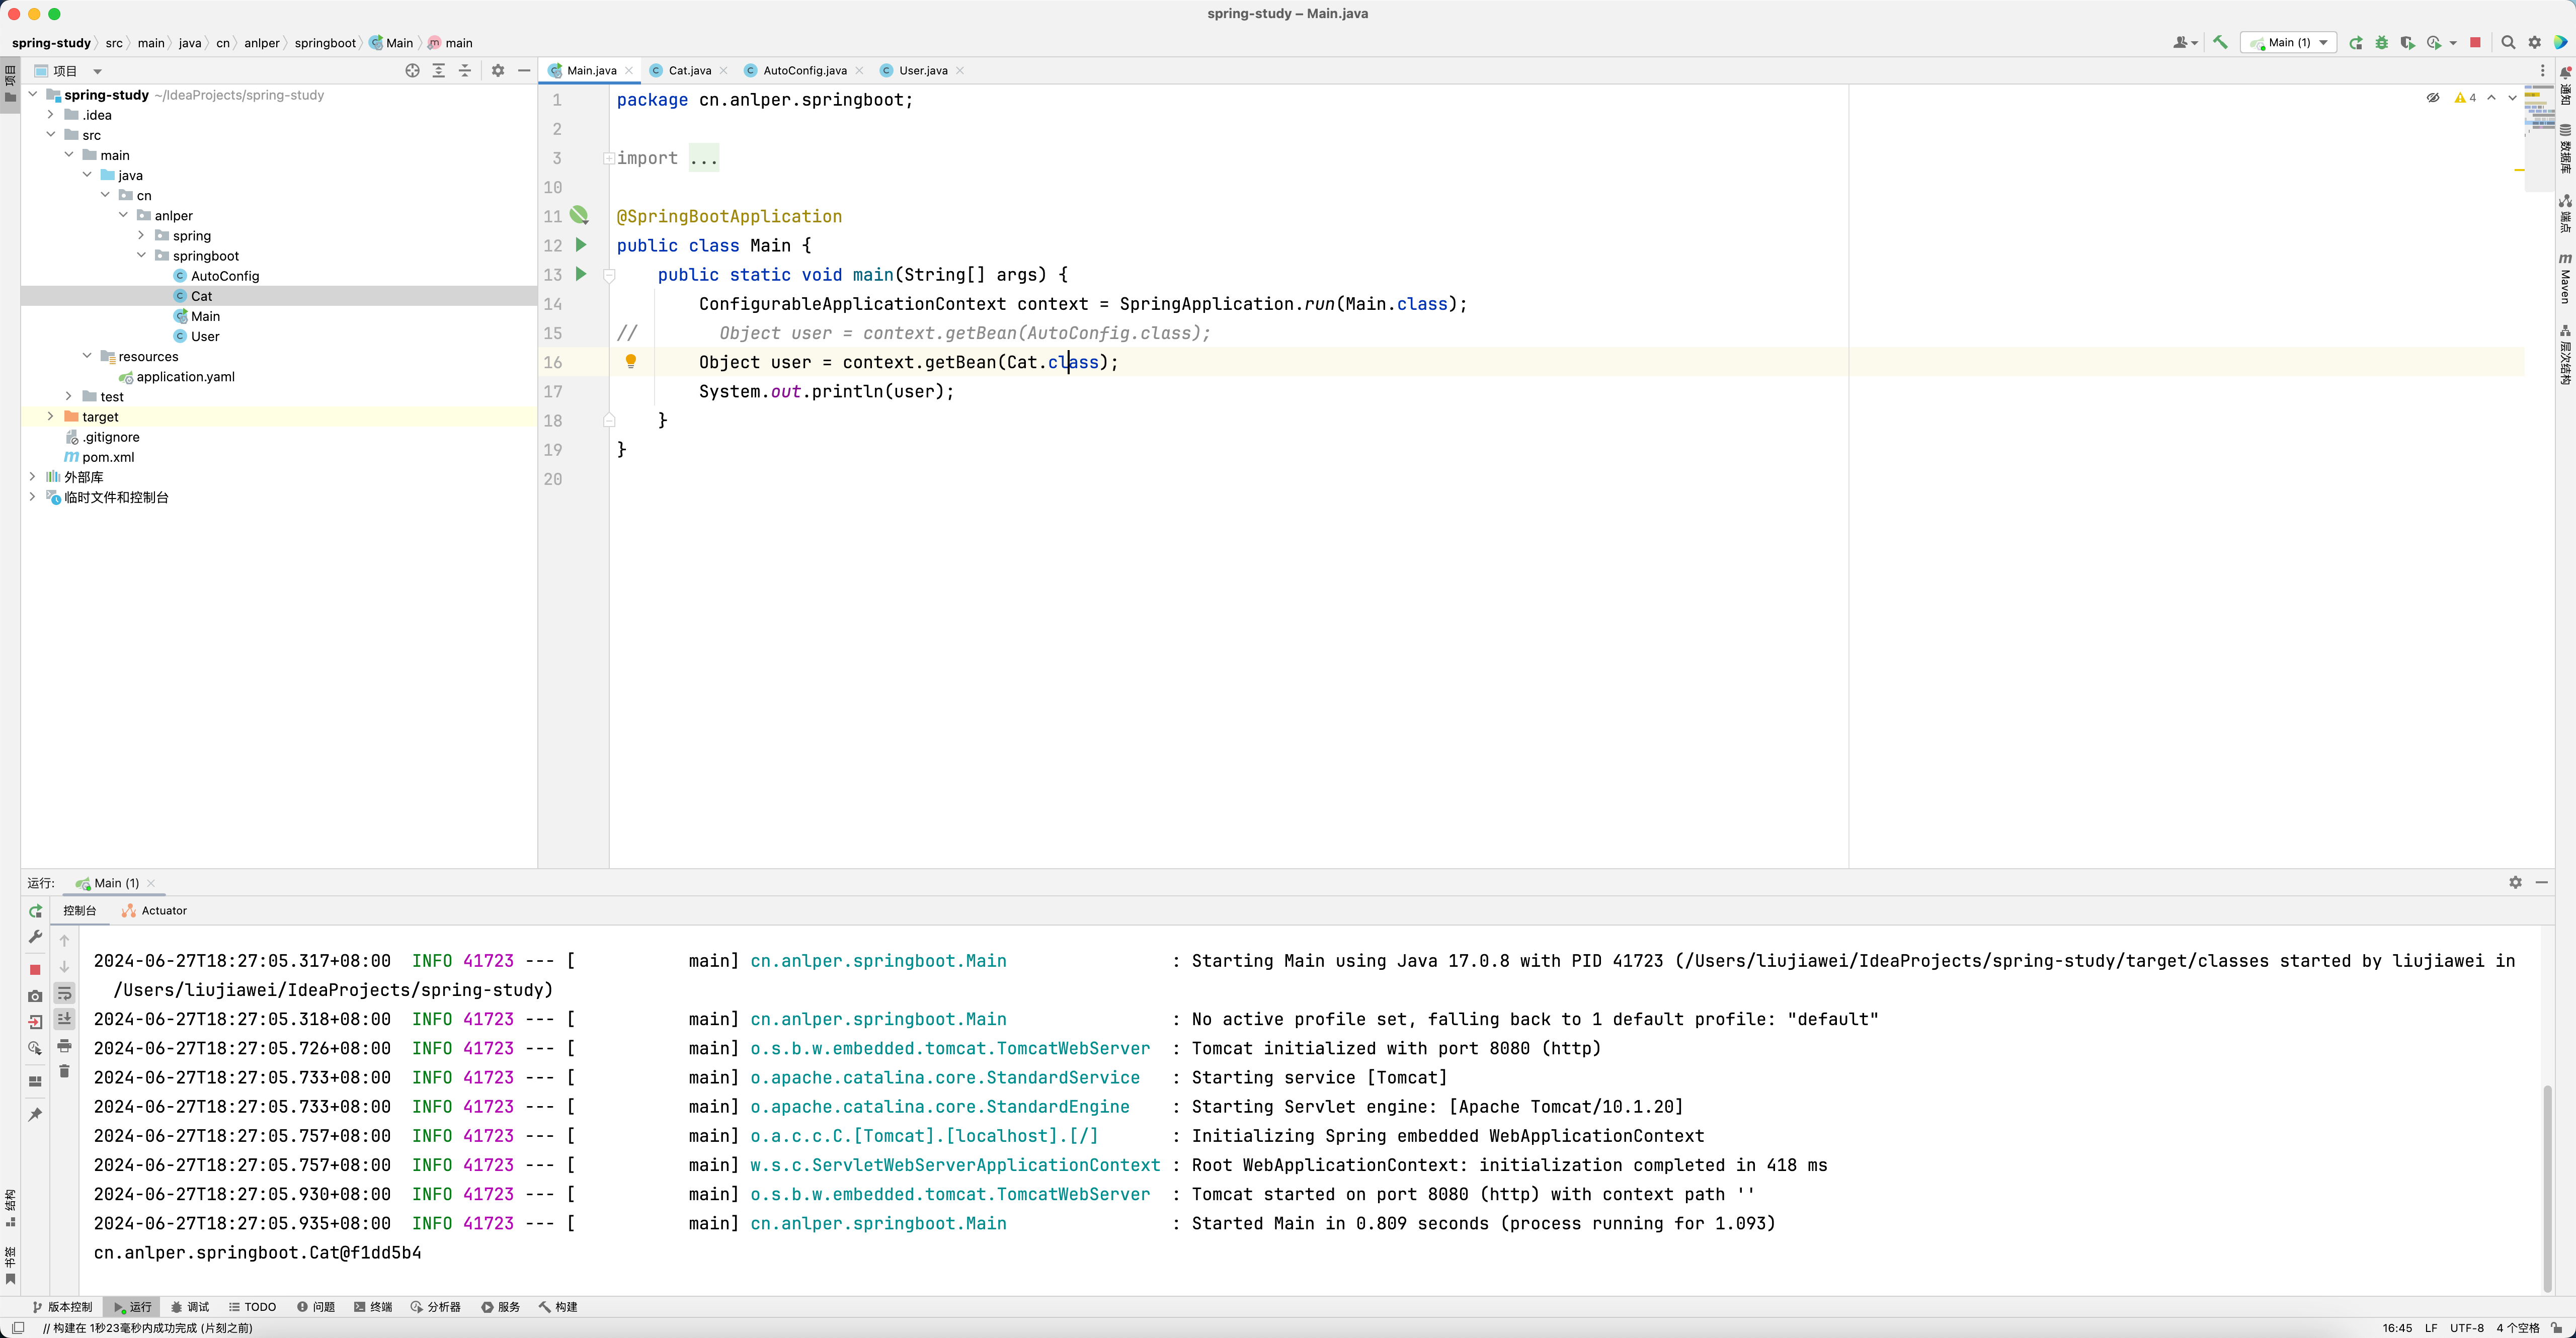 spring-study – Main.java
spring-study src main java cn anlper springboot Main main
Main (1)
项目
项目
Main.java Cat.java AutoConfig.java User.java
spring-study ~/IdeaProjects/spring-study
.idea
src
main
java
cn
anlper
spring
springboot
AutoConfig
Cat
Main
User
resources
application.yaml
test
target
.gitignore
pom.xml
外部库
临时文件和控制台
1 package cn.anlper.springboot;
2
3 import ...
10
11 @SpringBootApplication
12 public class Main {
13 public static void main(String[] args) {
14 ConfigurableApplicationContext context = SpringApplication.run(Main.class);
15 // Object user = context.getBean(AutoConfig.class);
16 Object user = context.getBean(Cat.class);
17 System.out.println(user);
18 }
19 }
20
4
通知
数据库
端点
Maven
层次结构
运行: Main (1)
控制台 Actuator
2024-06-27T18:27:05.317+08:00 INFO 41723 --- [ main] cn.anlper.springboot.Main : Starting Main using Java 17.0.8 with PID 41723 (/Users/liujiawei/IdeaProjects/spring-study/target/classes started by liujiawei in
/Users/liujiawei/IdeaProjects/spring-study)
2024-06-27T18:27:05.318+08:00 INFO 41723 --- [ main] cn.anlper.springboot.Main : No active profile set, falling back to 1 default profile: "default"
2024-06-27T18:27:05.726+08:00 INFO 41723 --- [ main] o.s.b.w.embedded.tomcat.TomcatWebServer : Tomcat initialized with port 8080 (http)
2024-06-27T18:27:05.733+08:00 INFO 41723 --- [ main] o.apache.catalina.core.StandardService : Starting service [Tomcat]
2024-06-27T18:27:05.733+08:00 INFO 41723 --- [ main] o.apache.catalina.core.StandardEngine : Starting Servlet engine: [Apache Tomcat/10.1.20]
2024-06-27T18:27:05.757+08:00 INFO 41723 --- [ main] o.a.c.c.C.[Tomcat].[localhost].[/] : Initializing Spring embedded WebApplicationContext
2024-06-27T18:27:05.757+08:00 INFO 41723 --- [ main] w.s.c.ServletWebServerApplicationContext : Root WebApplicationContext: initialization completed in 418 ms
2024-06-27T18:27:05.930+08:00 INFO 41723 --- [ main] o.s.b.w.embedded.tomcat.TomcatWebServer : Tomcat started on port 8080 (http) with context path ''
2024-06-27T18:27:05.935+08:00 INFO 41723 --- [ main] cn.anlper.springboot.Main : Started Main in 0.809 seconds (process running for 1.093)
cn.anlper.springboot.Cat@f1dd5b4
结构
书签
版本控制 运行 调试 TODO 问题 终端 分析器 服务 构建
// 构建在 1秒23毫秒内成功完成 (片刻之前)
16:45 LF UTF-8 4 个空格